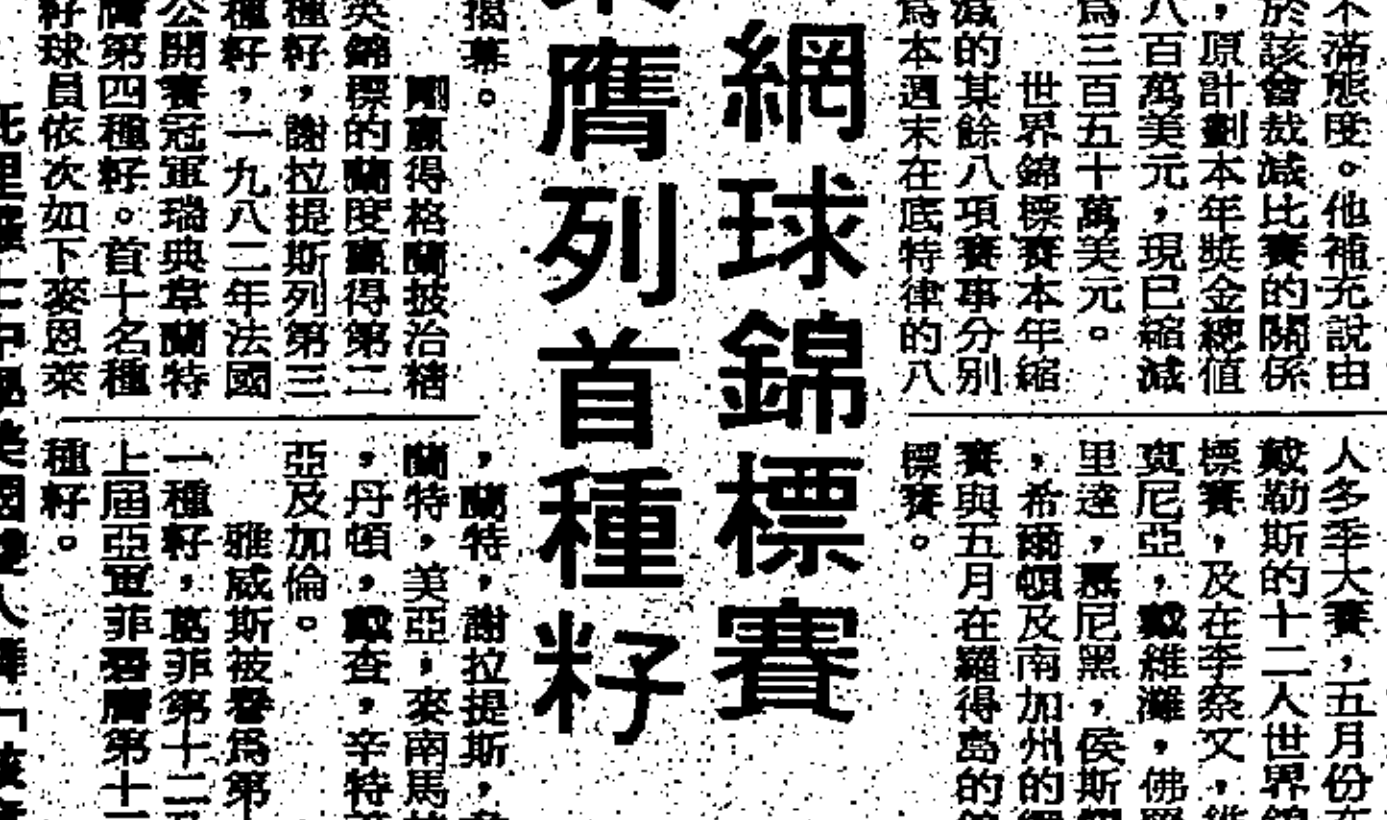 網球錦標賽
膺列首種籽
不滿態度。他補充說由
於該會裁減比賽的關係
，原計劃本年獎金總值
八百萬美元，現已縮減
爲三百五十萬美元。
世界錦標賽本年縮
減的其餘八項賽事分別
爲本週末在底特律的八
人冬季大賽，五月份在
戴勒斯的十二人世界錦
標賽，及在李察文，維
寬尼亞，戴維灘，佛羅
里達，慕尼黑，侯斯
，希爾頓及南加州的網
賽與五月在羅得島的錦
標賽。
揭幕。
剛贏得格蘭披治轄
英錦標的蘭度贏得第二
種籽，謝拉提斯列第三
種籽，一九八二年法國
公開賽冠軍瑞典韋蘭特
膺第四種籽。首十名種
籽球員依次如下麥恩萊
，蘭特，謝拉提斯，
蘭特，美亞，麥南馬
，丹頓，戴查，辛特
亞及加倫。
雅威斯被譽爲第
一種籽，葛菲第十二
上屆亞軍菲膺第十
種籽。